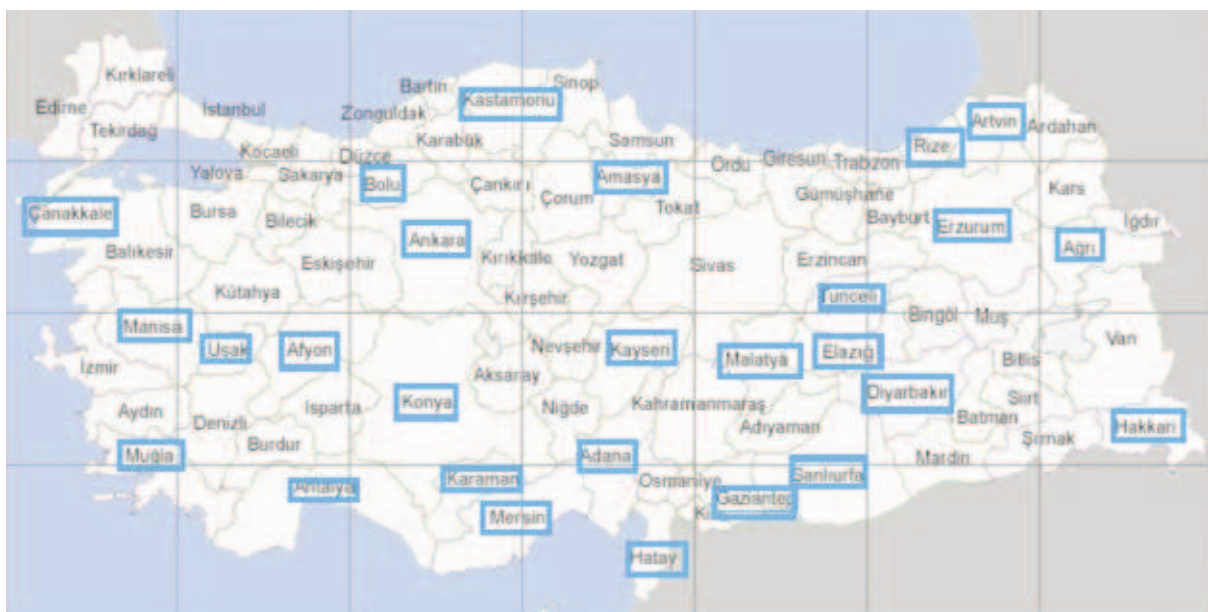 Kırklareli
Edirne
Tekirdağ
İstanbul
Kocaeli
Yalova
Sakarya
Düzce
Zonguldak
Bartın
Karabük
Kastamonu
Sinop
Samsun
Ordu
Giresun
Trabzon
Rize
Artvin
Ardahan
Çanakkale
Balıkesir
Bursa
Bilecik
Bolu
Çankırı
Çorum
Amasya
Tokat
Gümüşhane
Bayburt
Erzurum
Kars
Iğdır
Ağrı
Ankara
Eskişehir
Kütahya
Kırıkkale
Yozgat
Kırşehir
Sivas
Erzincan
Tunceli
Bingöl
Muş
Van
Manisa
İzmir
Uşak
Afyon
Nevşehir
Kayseri
Malatya
Elazığ
Bitlis
Aksaray
Konya
Isparta
Aydın
Denizli
Burdur
Muğla
Niğde
Kahramanmaraş
Adıyaman
Diyarbakır
Batman
Siirt
Şırnak
Hakkari
Mardin
Adana
Osmaniye
Karaman
Antalya
Mersin
Gaziantep
Şanlıurfa
Hatay